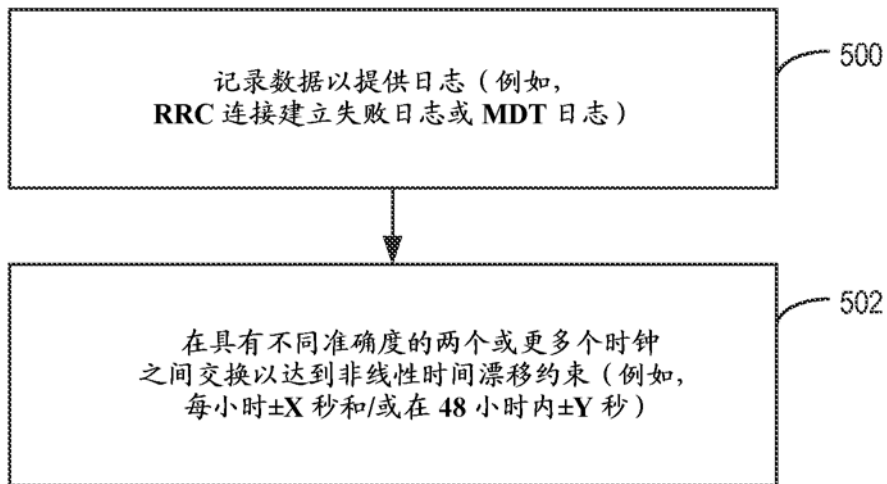 500
记录数据以提供日志（例如，
RRC 连接建立失败日志或 MDT 日志）
502
在具有不同准确度的两个或更多个时钟
之间交换以达到非线性时间漂移约束（例如，
每小时±X 秒和/或在 48 小时内±Y 秒）